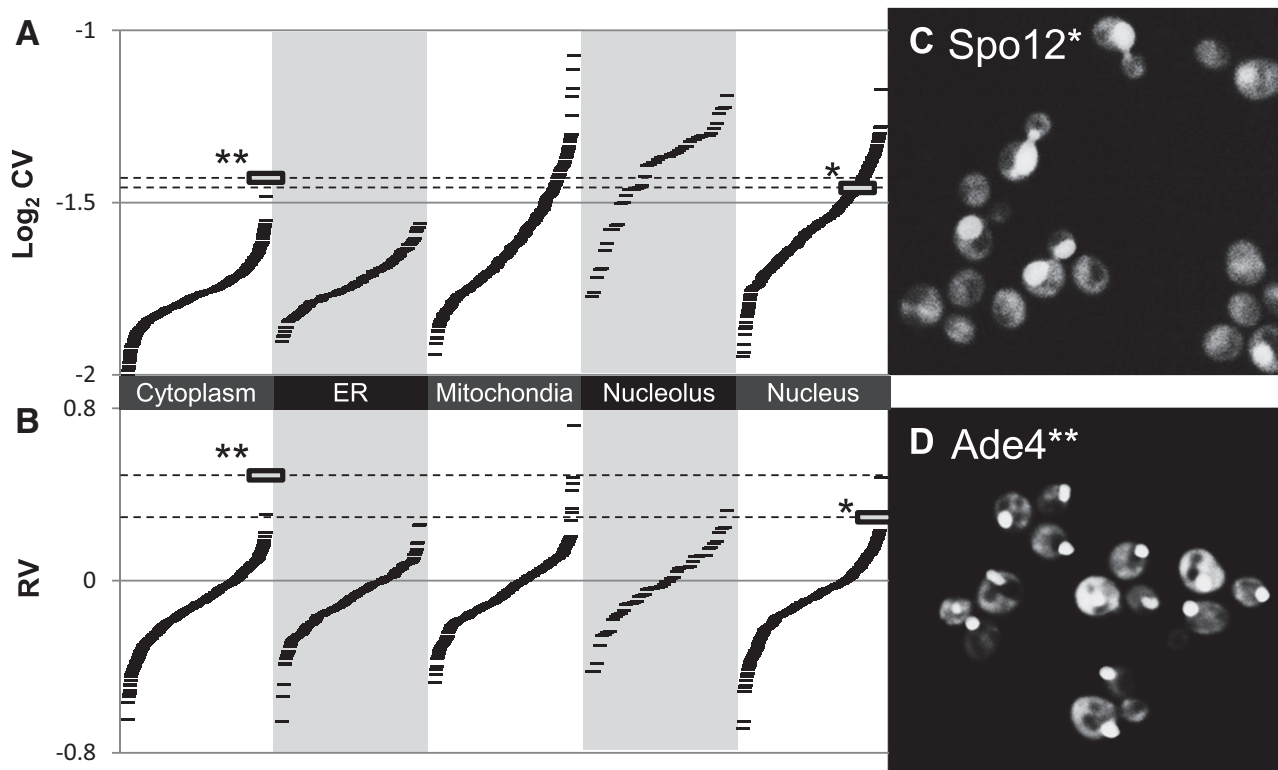 A
-1
-1.5
-2
Log₂ CV
**
*
C Spo12*
Cytoplasm ER Mitochondia Nucleolus Nucleus
B
0.8
0
-0.8
RV
**
*
D Ade4**